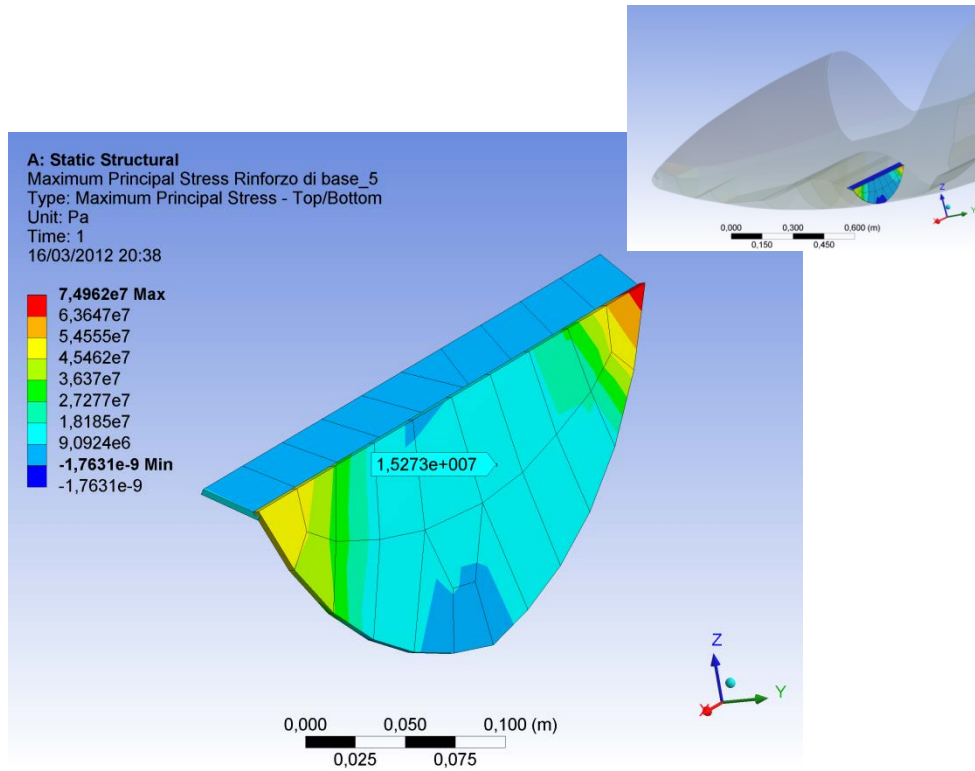 0,000
0,300
0,600 (m)
0,150
0,450
Z
Y
X
A: Static Structural
Maximum Principal Stress Rinforzo di base_5
Type: Maximum Principal Stress - Top/Bottom
Unit: Pa
Time: 1
16/03/2012 20:38
7,4962e7 Max
6,3647e7
5,4555e7
4,5462e7
3,637e7
2,7277e7
1,8185e7
9,0924e6
-1,7631e-9 Min
-1,7631e-9
1,5273e+007
Z
Y
X
0,000
0,050
0,100 (m)
0,025
0,075